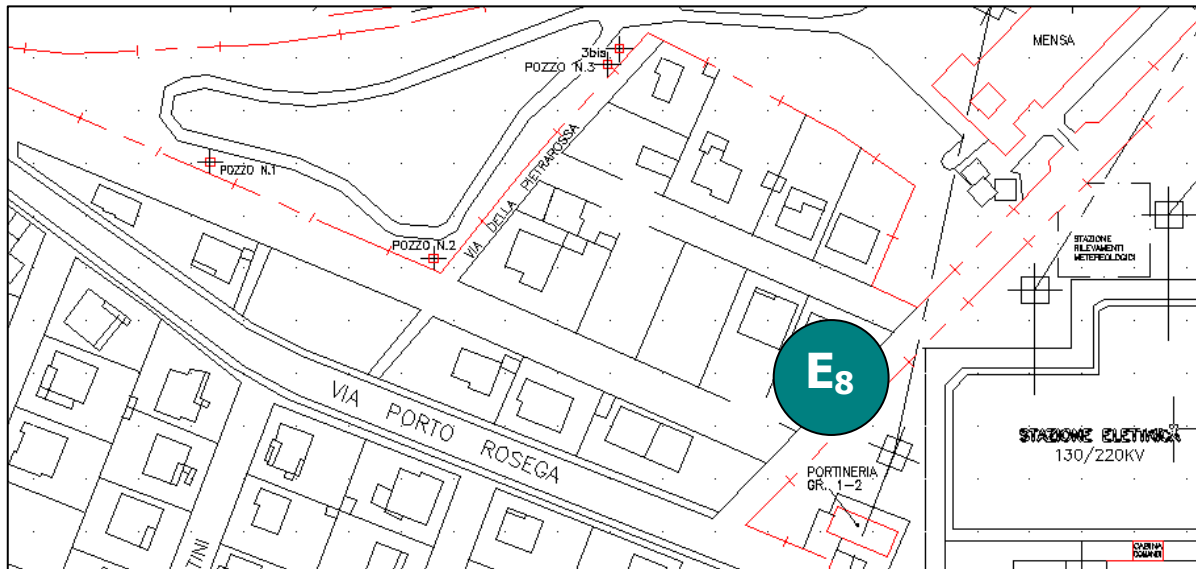 MENSA
3bis
POZZO N.3
POZZO N.1
VIA DELLA PIETRAROSSA
POZZO N.2
STAZIONE
RILEVAMENTI
METEREOLOGICI
E8
VIA PORTO ROSEGA
STAZIONE ELETTRICA
130/220KV
PORTINERIA
GR. 1-2
TINI
CABINA
COMANDI